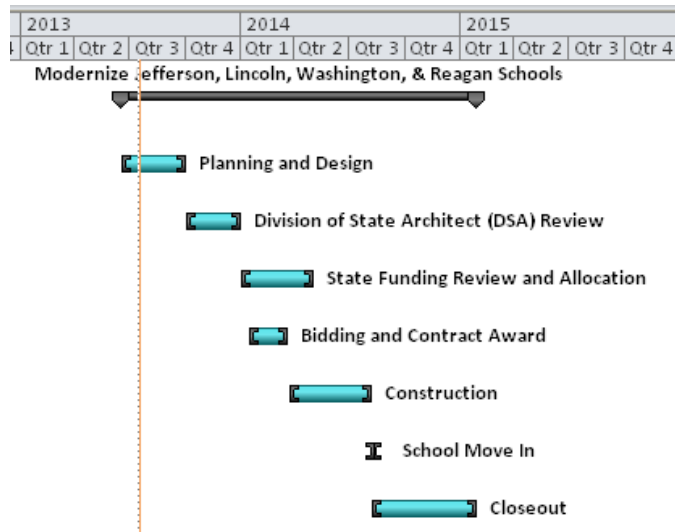 2013 2014 2015
4 Qtr 1 Qtr 2 Qtr 3 Qtr 4 Qtr 1 Qtr 2 Qtr 3 Qtr 4 Qtr 1 Qtr 2 Qtr 3 Qtr 4
Modernize Jefferson, Lincoln, Washington, & Reagan Schools
Planning and Design
Division of State Architect (DSA) Review
State Funding Review and Allocation
Bidding and Contract Award
Construction
School Move In
Closeout